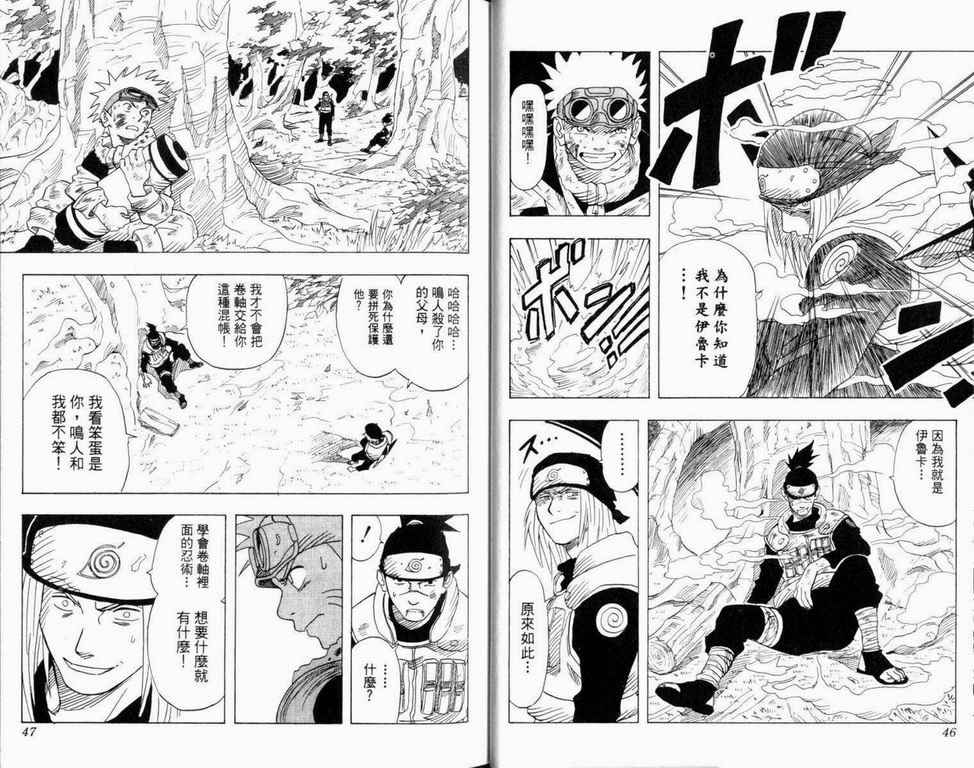 ボ
嘿嘿嘿嘿！
為什麼你知道
我不是伊魯卡
…！
ボンッ!!
因為我就是
伊魯卡…
………
ス…
原來如此…
46
哈哈哈哈…
鳴人殺了你
的父母，
你為什麼還
要拼死保護
他？
我才不會把
卷軸交給你
這種混帳！
我看笨蛋是
你，鳴人和
我都不笨！
！
……
什麼？
學會卷軸裡
面的忍術…
想要什麼就
有什麼！
47